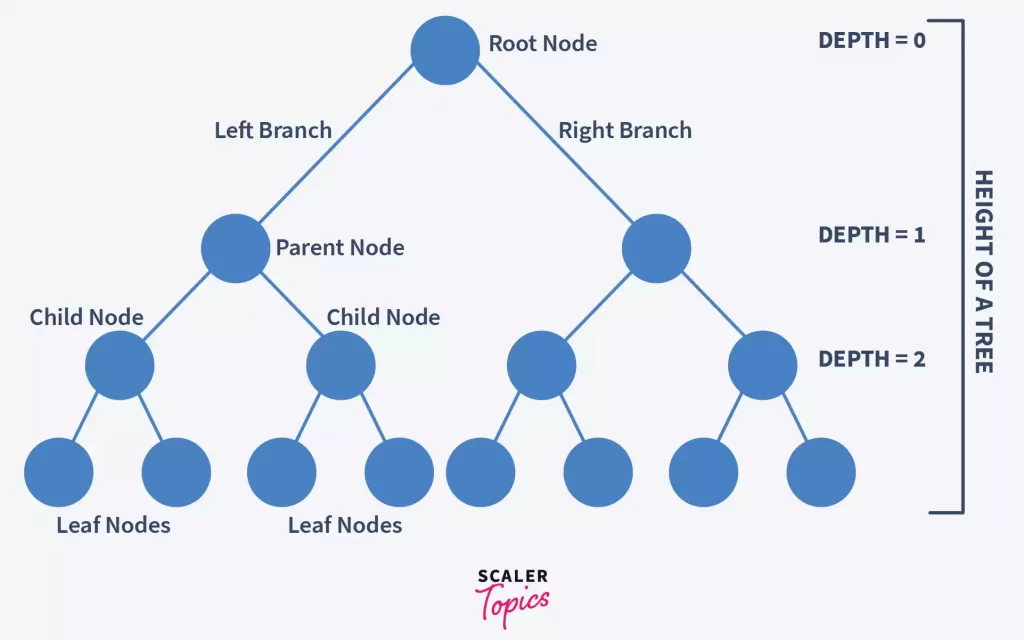 Root Node
DEPTH = 0
Left Branch
Right Branch
HEIGHT OF A TREE
Parent Node
DEPTH = 1
Child Node
Child Node
DEPTH = 2
Leaf Nodes
Leaf Nodes
SCALER
Topics